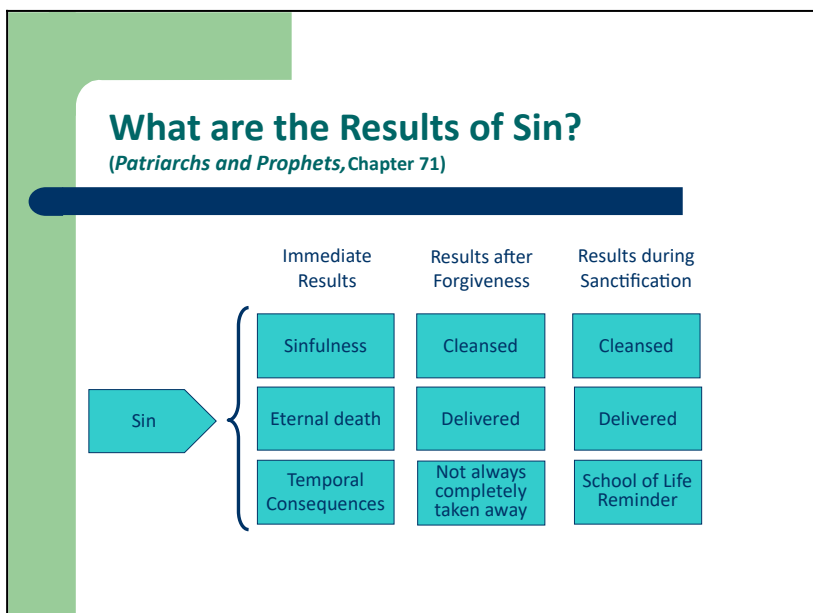 What are the Results of Sin?
(Patriarchs and Prophets, Chapter 71)
Immediate
Results
Results after
Forgiveness
Results during
Sanctification
Sin
Sinfulness
Cleansed
Cleansed
Eternal death
Delivered
Delivered
Temporal
Consequences
Not always
completely
taken away
School of Life
Reminder